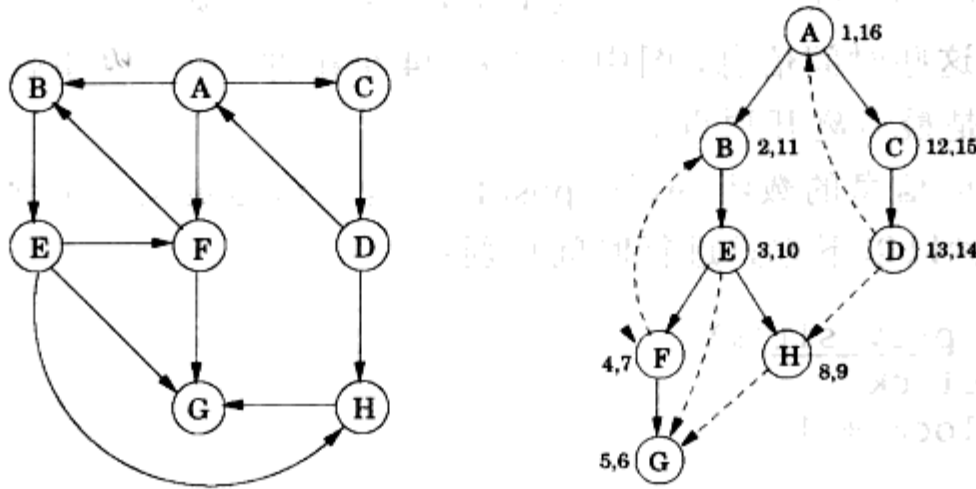 B A C
E F D
G H
A 1,16
B 2,11
C 12,15
E 3,10
D 13,14
4,7 F
H 8,9
5,6 G